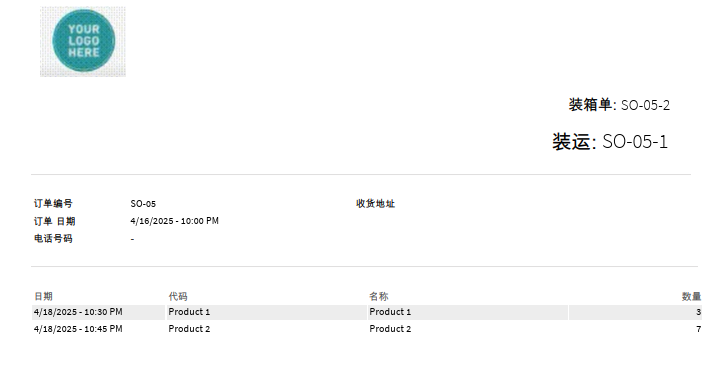 YOUR
LOGO
HERE
装箱单: SO-05-2
装运: SO-05-1
订单编号 SO-05 收货地址
订单 日期 4/16/2025 - 10:00 PM
电话号码 -
日期 代码 名称 数量
4/18/2025 - 10:30 PM Product 1 Product 1 3
4/18/2025 - 10:45 PM Product 2 Product 2 7